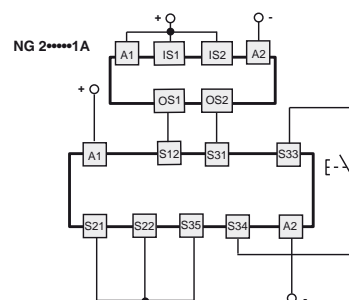 + -
NG 2•••••1A
A1 IS1 IS2 A2
+
OS1 OS2
A1 S12 S31 S33
S21 S22 S35 S34 A2
-